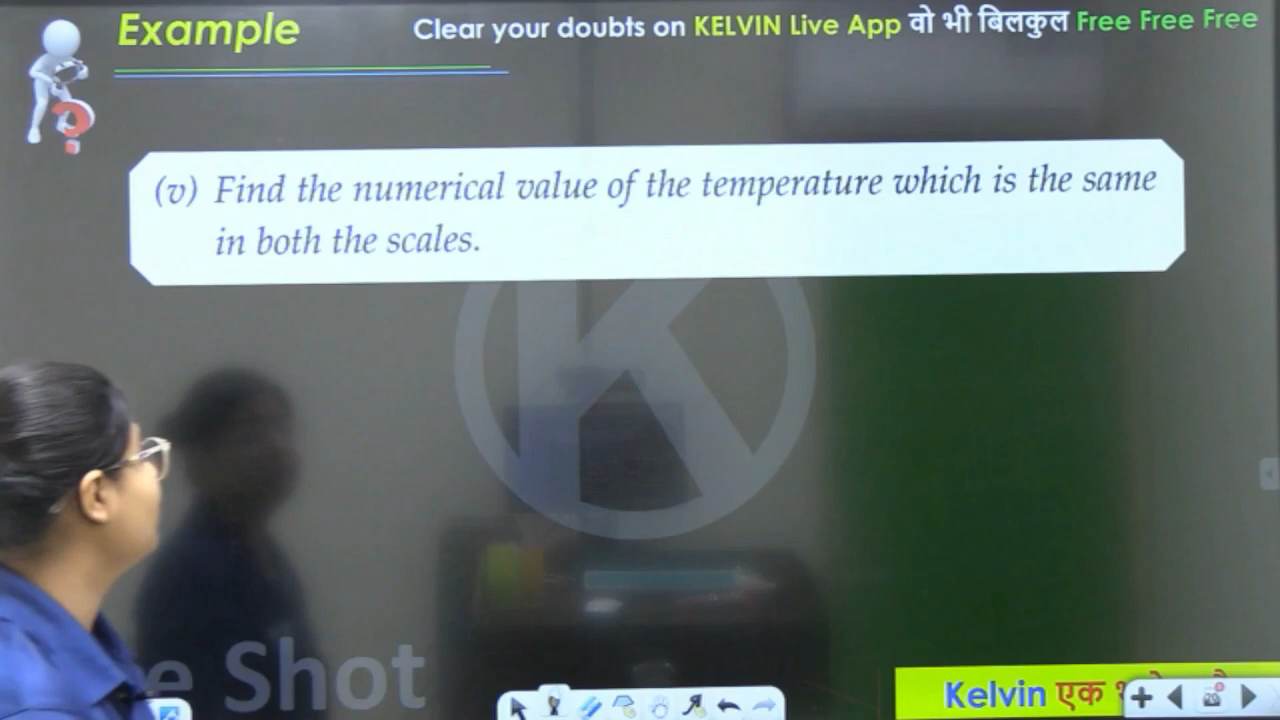 Example
Clear your doubts on KELVIN Live App वो भी बिलकुल Free Free Free
(v) Find the numerical value of the temperature which is the same
in both the scales.
e Shot
Kelvin एक